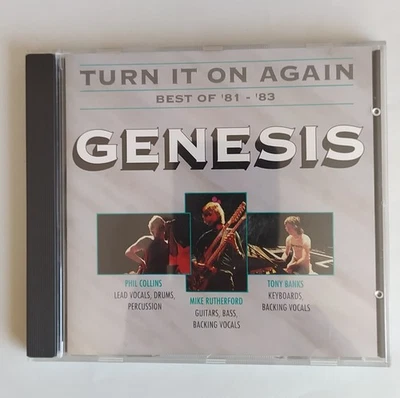 TURN IT ON AGAIN
BEST OF '81 - '83
GENESIS
PHIL COLLINS
LEAD VOCALS, DRUMS,
PERCUSSION
MIKE RUTHERFORD
GUITARS, BASS,
BACKING VOCALS
TONY BANKS
KEYBOARDS,
BACKING VOCALS